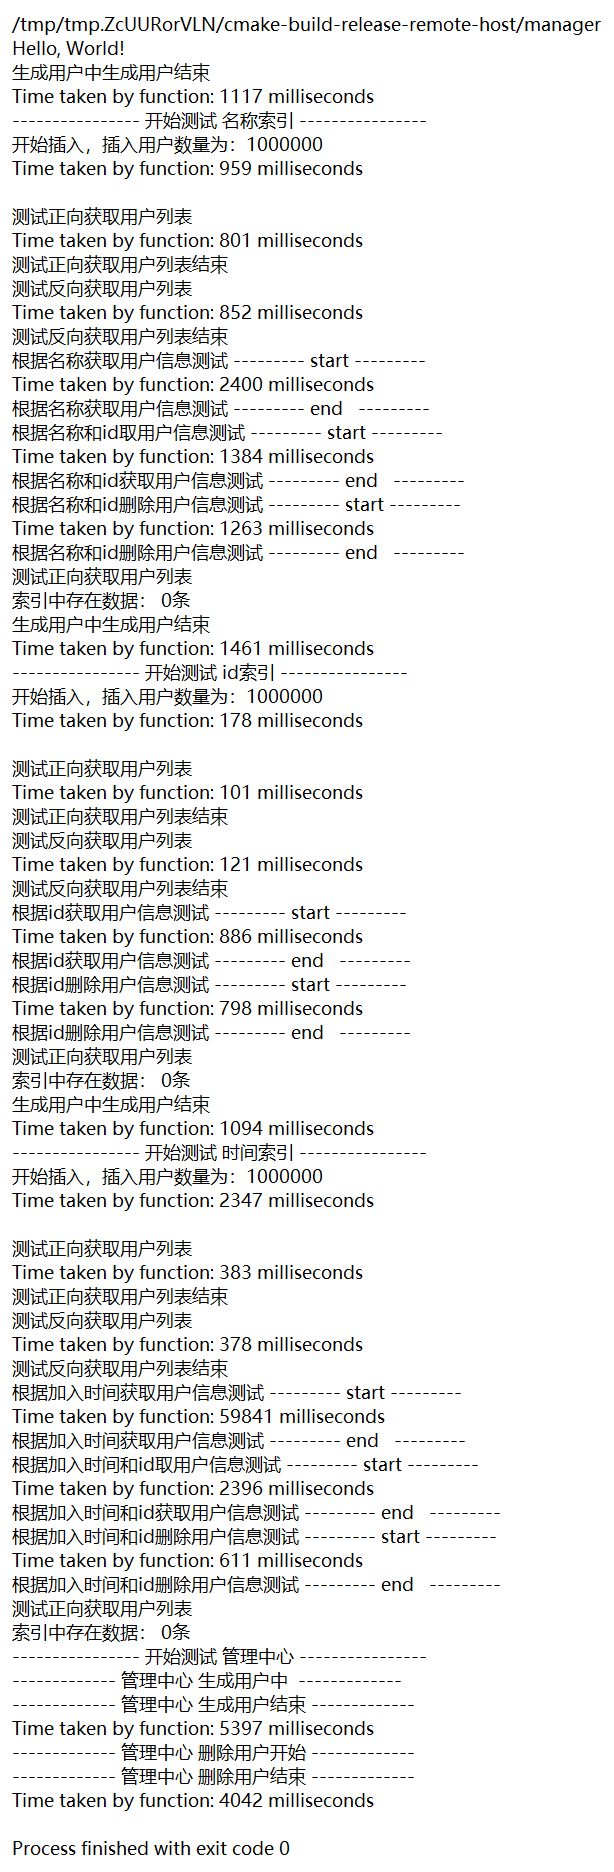 /tmp/tmp.ZcUURorVLN/cmake-build-release-remote-host/manager
Hello, World!
生成用户中生成用户结束
Time taken by function: 1117 milliseconds
---------------- 开始测试 名称索引 ----------------
开始插入，插入用户数量为：1000000
Time taken by function: 959 milliseconds
测试正向获取用户列表
Time taken by function: 801 milliseconds
测试正向获取用户列表结束
测试反向获取用户列表
Time taken by function: 852 milliseconds
测试反向获取用户列表结束
根据名称获取用户信息测试 --------- start ---------
Time taken by function: 2400 milliseconds
根据名称获取用户信息测试 --------- end   ---------
根据名称和id取用户信息测试 --------- start ---------
Time taken by function: 1384 milliseconds
根据名称和id获取用户信息测试 --------- end   ---------
根据名称和id删除用户信息测试 --------- start ---------
Time taken by function: 1263 milliseconds
根据名称和id删除用户信息测试 --------- end   ---------
测试正向获取用户列表
索引中存在数据： 0条
生成用户中生成用户结束
Time taken by function: 1461 milliseconds
---------------- 开始测试 id索引 ----------------
开始插入，插入用户数量为：1000000
Time taken by function: 178 milliseconds
测试正向获取用户列表
Time taken by function: 101 milliseconds
测试正向获取用户列表结束
测试反向获取用户列表
Time taken by function: 121 milliseconds
测试反向获取用户列表结束
根据id获取用户信息测试 --------- start ---------
Time taken by function: 886 milliseconds
根据id获取用户信息测试 --------- end   ---------
根据id删除用户信息测试 --------- start ---------
Time taken by function: 798 milliseconds
根据id删除用户信息测试 --------- end   ---------
测试正向获取用户列表
索引中存在数据： 0条
生成用户中生成用户结束
Time taken by function: 1094 milliseconds
---------------- 开始测试 时间索引 ----------------
开始插入，插入用户数量为：1000000
Time taken by function: 2347 milliseconds
测试正向获取用户列表
Time taken by function: 383 milliseconds
测试正向获取用户列表结束
测试反向获取用户列表
Time taken by function: 378 milliseconds
测试反向获取用户列表结束
根据加入时间获取用户信息测试 --------- start ---------
Time taken by function: 59841 milliseconds
根据加入时间获取用户信息测试 --------- end   ---------
根据加入时间和id取用户信息测试 --------- start ---------
Time taken by function: 2396 milliseconds
根据加入时间和id获取用户信息测试 --------- end   ---------
根据加入时间和id删除用户信息测试 --------- start ---------
Time taken by function: 611 milliseconds
根据加入时间和id删除用户信息测试 --------- end   ---------
测试正向获取用户列表
索引中存在数据： 0条
---------------- 开始测试 管理中心 ----------------
------------- 管理中心 生成用户中  -------------
------------- 管理中心 生成用户结束 -------------
Time taken by function: 5397 milliseconds
------------- 管理中心 删除用户开始 -------------
------------- 管理中心 删除用户结束 -------------
Time taken by function: 4042 milliseconds
Process finished with exit code 0